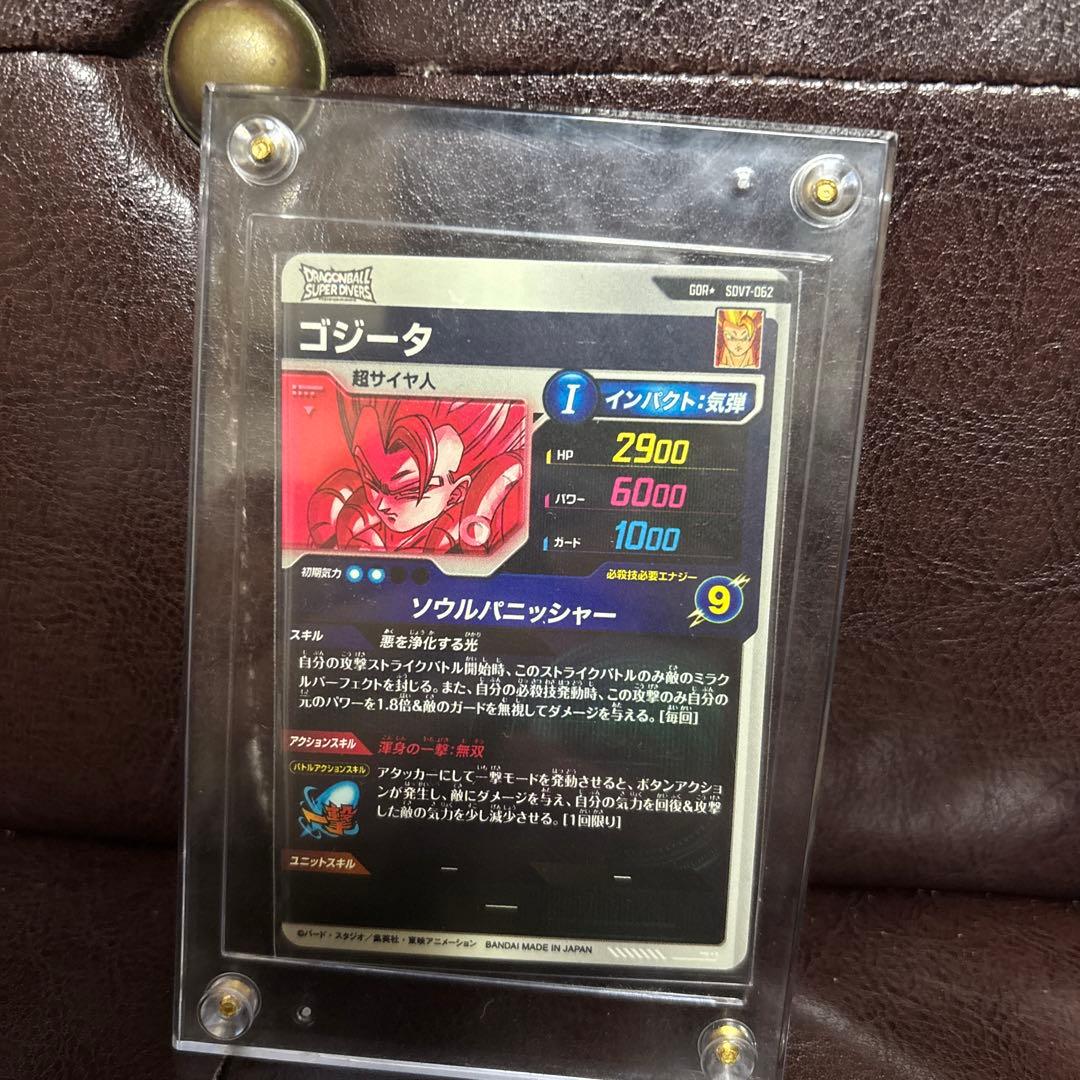 DRAGONBALL
SUPER DIVERS
GDR★ SDV7-062
ゴジータ
超サイヤ人
I インパクト:気弾
HP 2900
パワー 6000
ガード 1000
初期気力
必殺技必要エナジー
9
ソウルパニッシャー
スキル 悪を浄化する光
自分の攻撃ストライクバトル開始時、このストライクバトルのみ敵のミラク
ルパーフェクトを封じる。また、自分の必殺技発動時、この攻撃のみ自分の
元のパワーを1.8倍&敵のガードを無視してダメージを与える。[毎回]
アクションスキル 渾身の一撃:無双
バトルアクションスキル
一撃
アタッカーにして一撃モードを発動させると、ボタンアクショ
ンが発生し、敵にダメージを与え、自分の気力を回復&攻撃
した敵の気力を少し減少させる。[1回限り]
ユニットスキル
©バード・スタジオ/集英社・東映アニメーション BANDAI MADE IN JAPAN